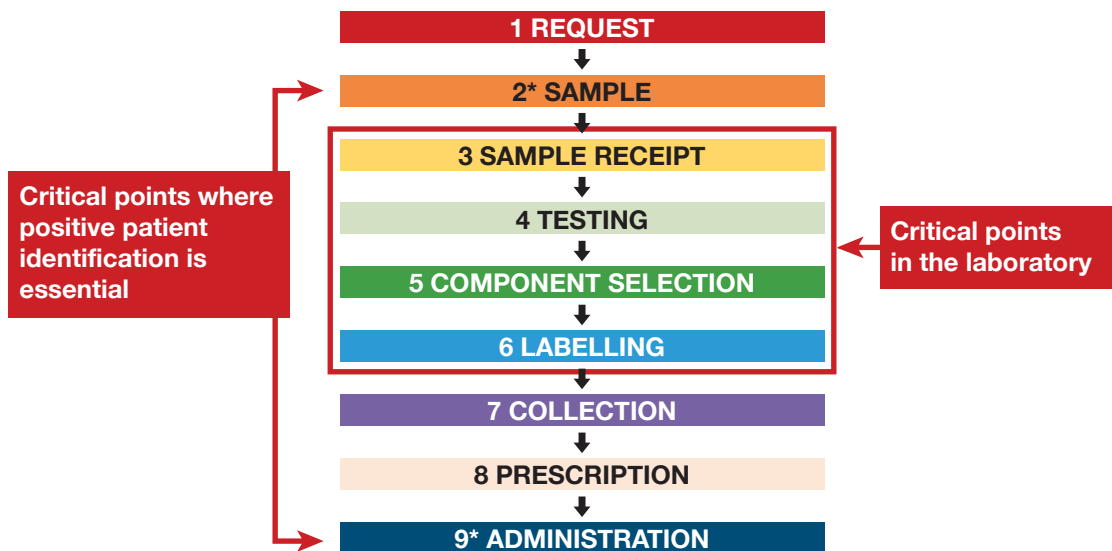 1 REQUEST
2* SAMPLE
3 SAMPLE RECEIPT
4 TESTING
5 COMPONENT SELECTION
6 LABELLING
7 COLLECTION
8 PRESCRIPTION
9* ADMINISTRATION
Critical points where
positive patient
identification is
essential
Critical points
in the laboratory